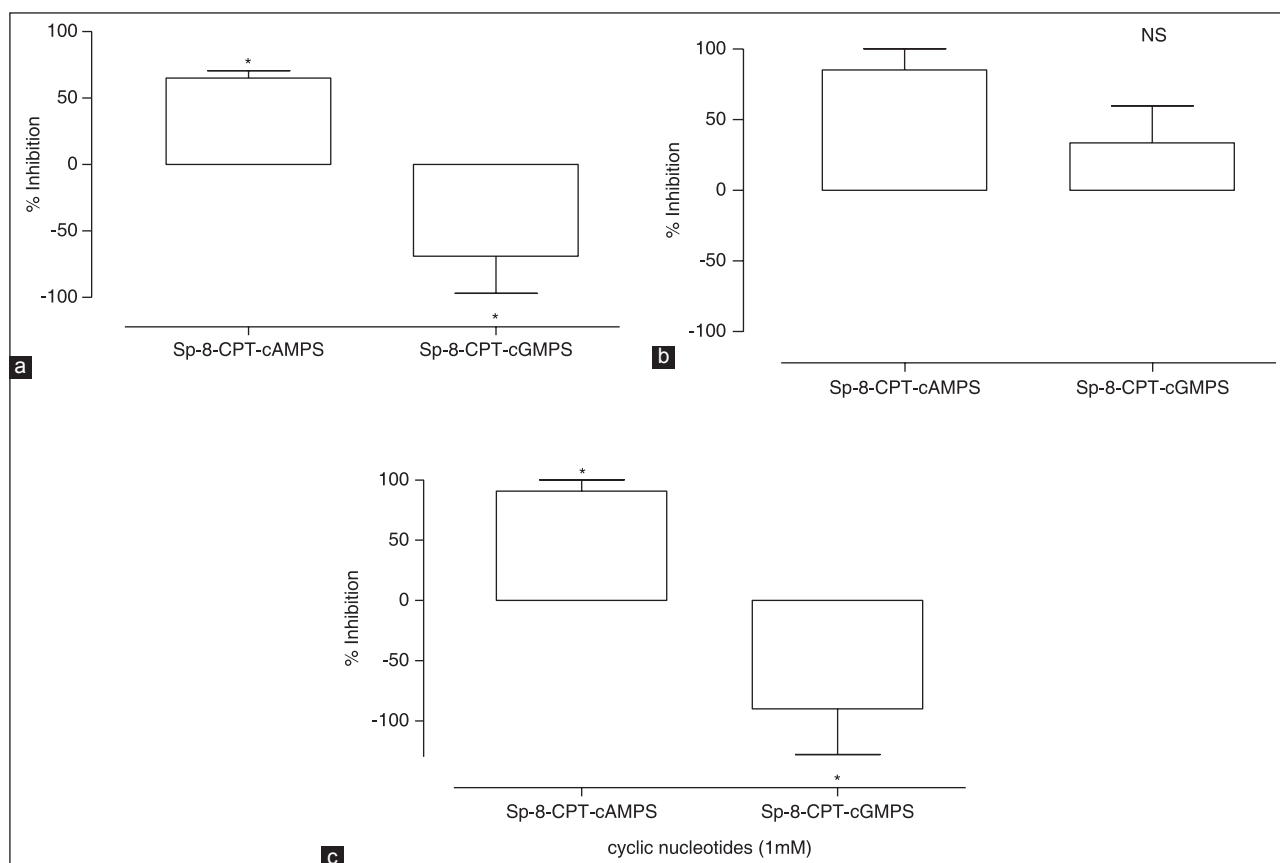 100
50
0
-50
-100
% Inhibition
*
*
Sp-8-CPT-cAMPS Sp-8-CPT-cGMPS
a
100
50
0
-50
-100
% Inhibition
NS
Sp-8-CPT-cAMPS Sp-8-CPT-cGMPS
b
100
50
0
-50
-100
% Inhibition
*
*
Sp-8-CPT-cAMPS Sp-8-CPT-cGMPS
cyclic nucleotides (1mM)
c